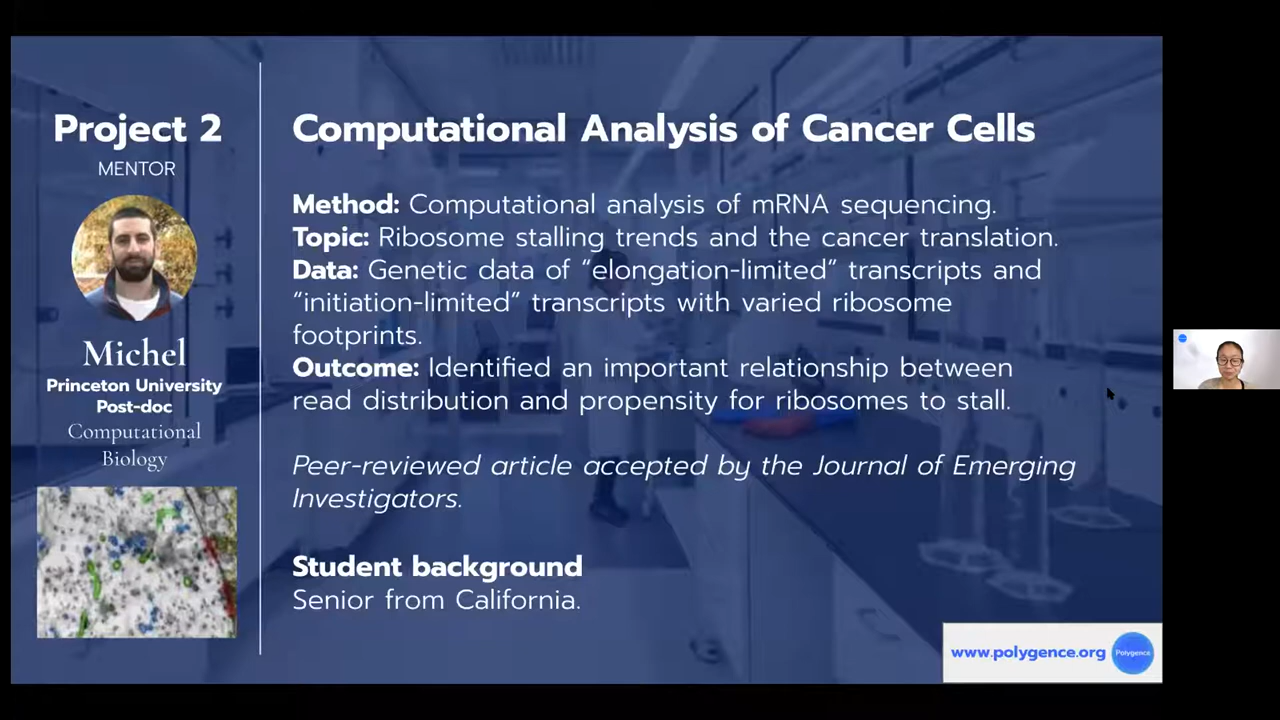 Project 2
MENTOR
Michel
Princeton University
Post-doc
Computational
Biology
Computational Analysis of Cancer Cells
Method: Computational analysis of mRNA sequencing.
Topic: Ribosome stalling trends and the cancer translation.
Data: Genetic data of “elongation-limited” transcripts and
“initiation-limited” transcripts with varied ribosome
footprints.
Outcome: Identified an important relationship between
read distribution and propensity for ribosomes to stall.
Peer-reviewed article accepted by the Journal of Emerging
Investigators.
Student background
Senior from California.
www.polygence.org
Polygence